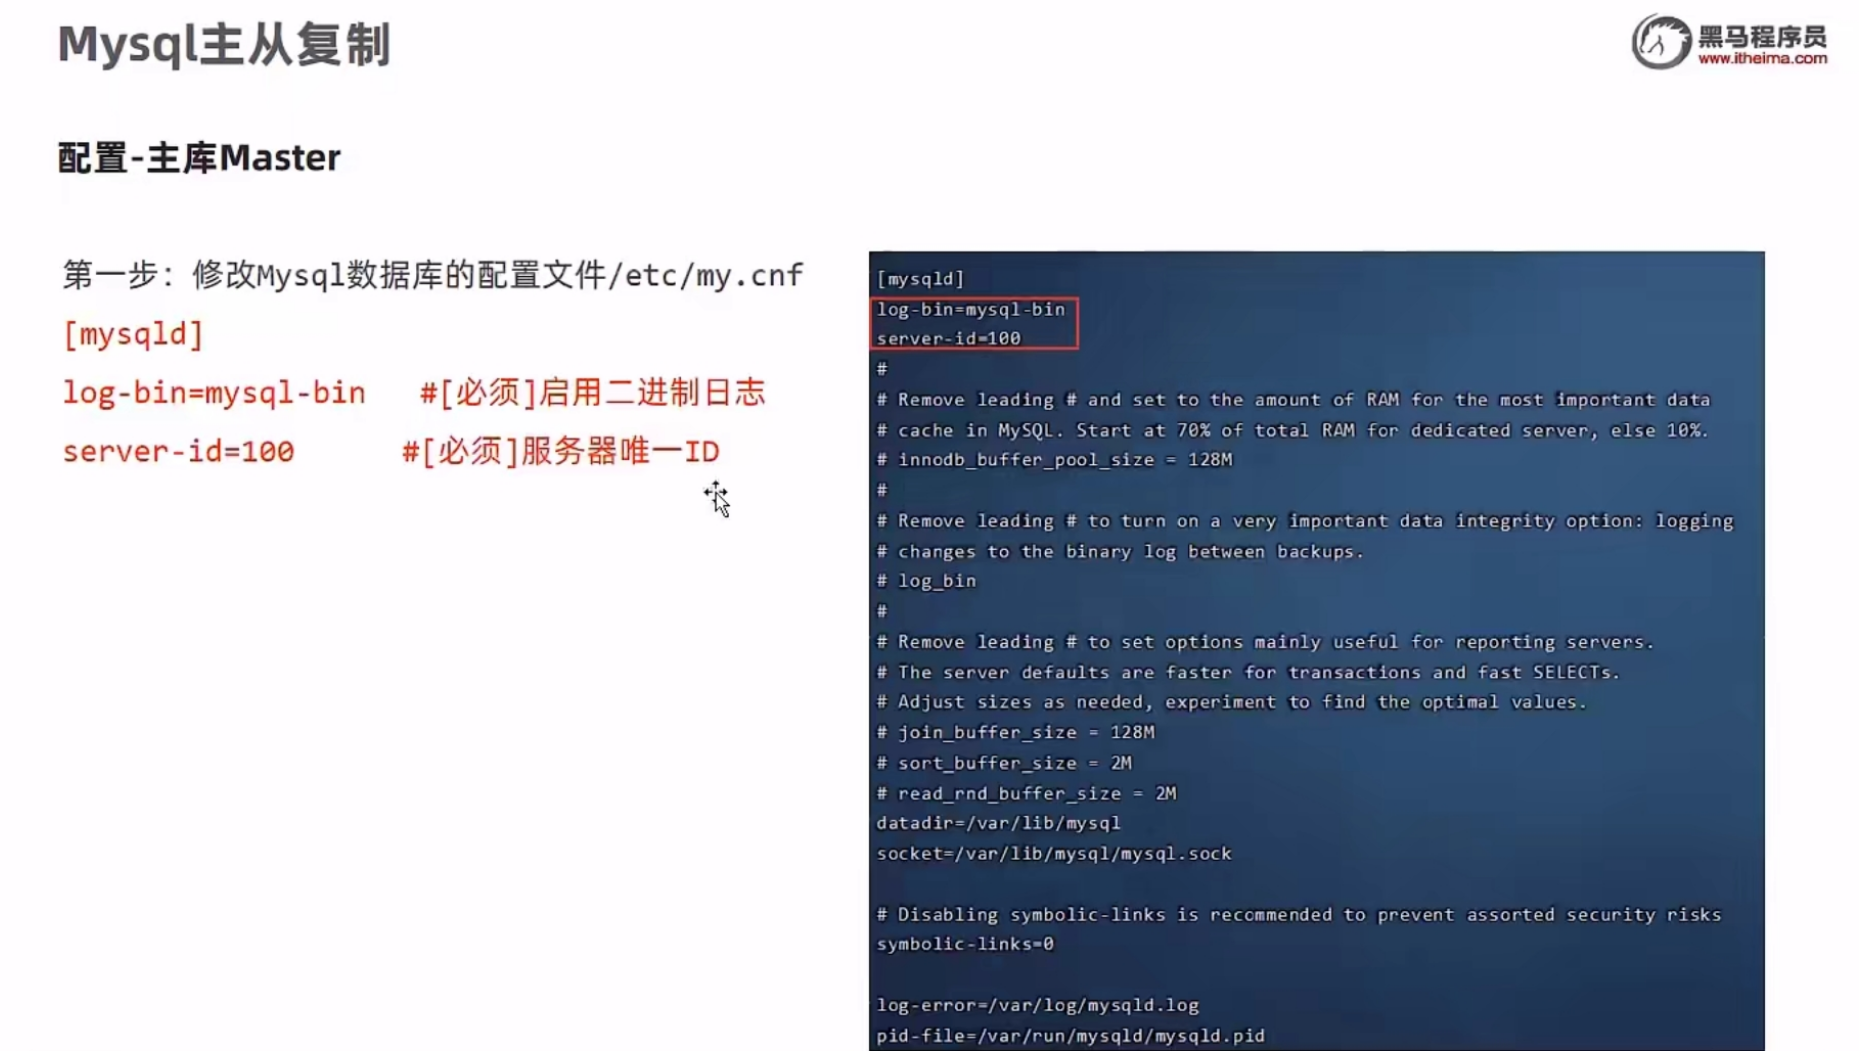 Mysql主从复制
黑马程序员
www.itheima.com
配置-主库Master
第一步：修改Mysql数据库的配置文件/etc/my.cnf
[mysqld]
log-bin=mysql-bin #[必须]启用二进制日志
server-id=100 #[必须]服务器唯一ID
[mysqld]
log-bin=mysql-bin
server-id=100
#
# Remove leading # and set to the amount of RAM for the most important data
# cache in MySQL. Start at 70% of total RAM for dedicated server, else 10%.
# innodb_buffer_pool_size = 128M
#
# Remove leading # to turn on a very important data integrity option: logging
# changes to the binary log between backups.
# log_bin
#
# Remove leading # to set options mainly useful for reporting servers.
# The server defaults are faster for transactions and fast SELECTs.
# Adjust sizes as needed, experiment to find the optimal values.
# join_buffer_size = 128M
# sort_buffer_size = 2M
# read_rnd_buffer_size = 2M
datadir=/var/lib/mysql
socket=/var/lib/mysql/mysql.sock
# Disabling symbolic-links is recommended to prevent assorted security risks
symbolic-links=0
log-error=/var/log/mysqld.log
pid-file=/var/run/mysqld/mysqld.pid